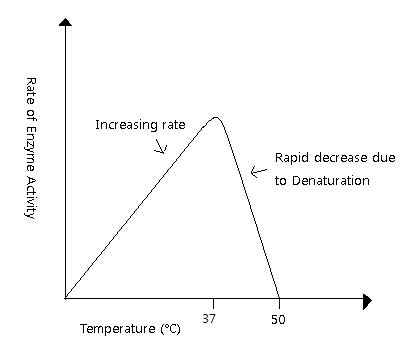 Rate of Enzyme Activity
Increasing rate
Rapid decrease due
to Denaturation
37
50
Temperature (°C)